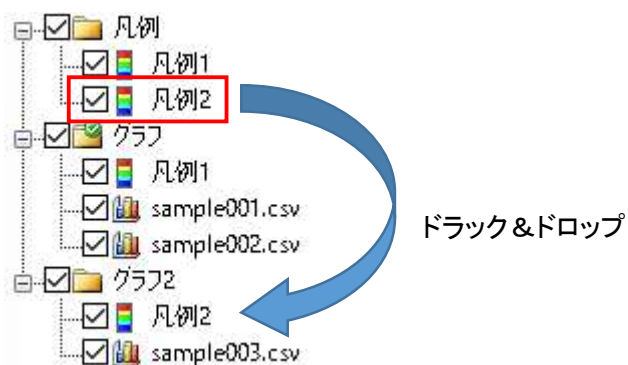 凡例
凡例1
凡例2
グラフ
凡例1
sample001.csv
sample002.csv
ドラック&ドロップ
グラフ2
凡例2
sample003.csv